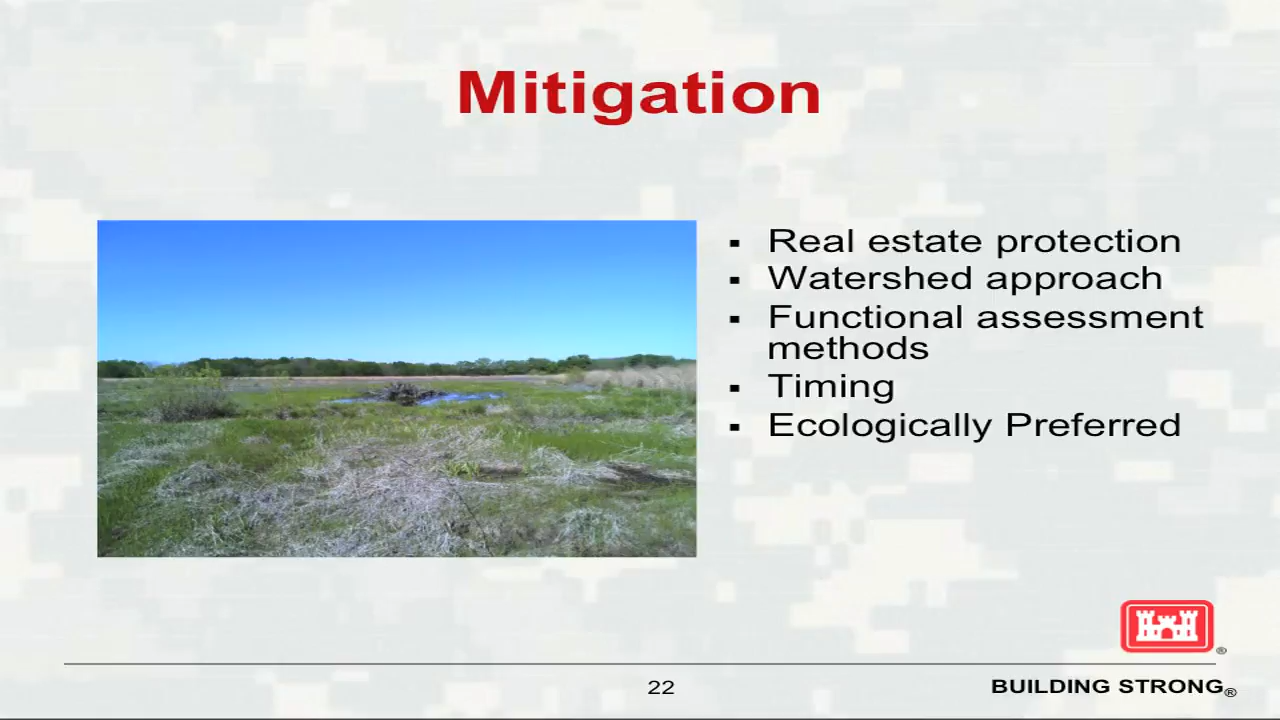 Mitigation
▪ Real estate protection
▪ Watershed approach
▪ Functional assessment
methods
▪ Timing
▪ Ecologically Preferred
®
22
BUILDING STRONG®